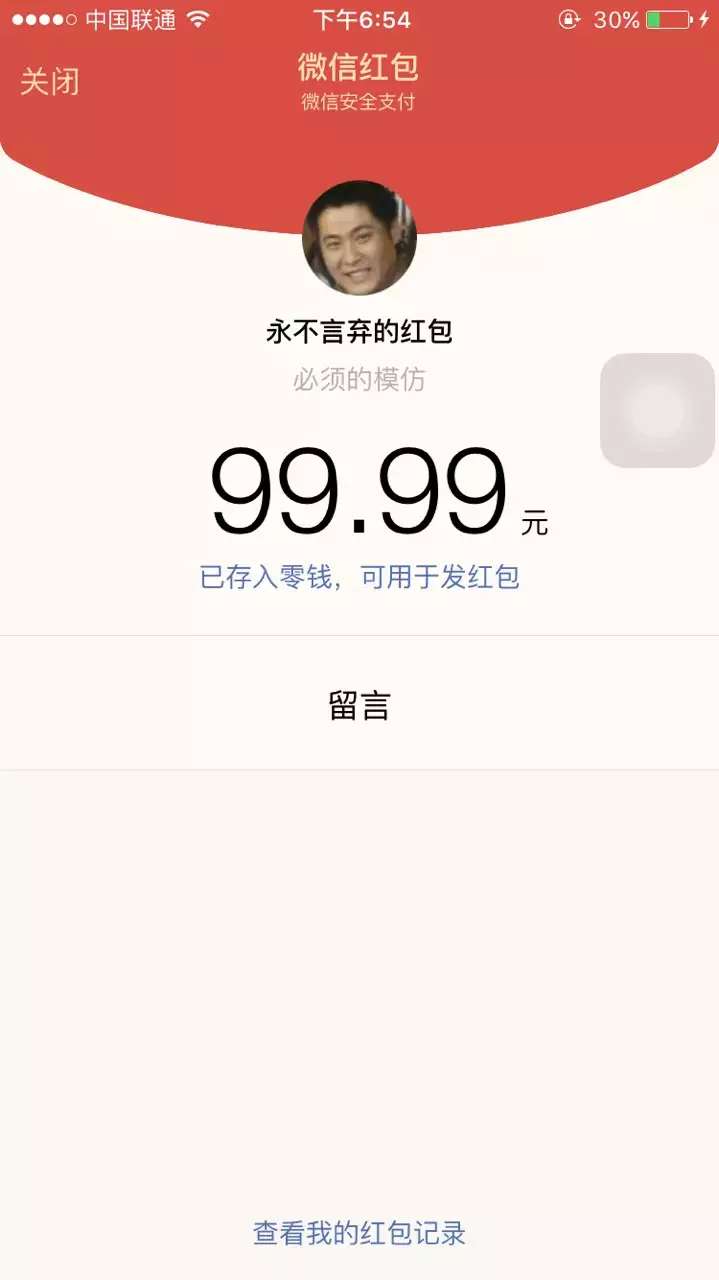 中国联通 下午6:54 30%
关闭 微信红包
微信安全支付
永不言弃的红包
必须的模仿
99.99 元
已存入零钱，可用于发红包
留言
查看我的红包记录